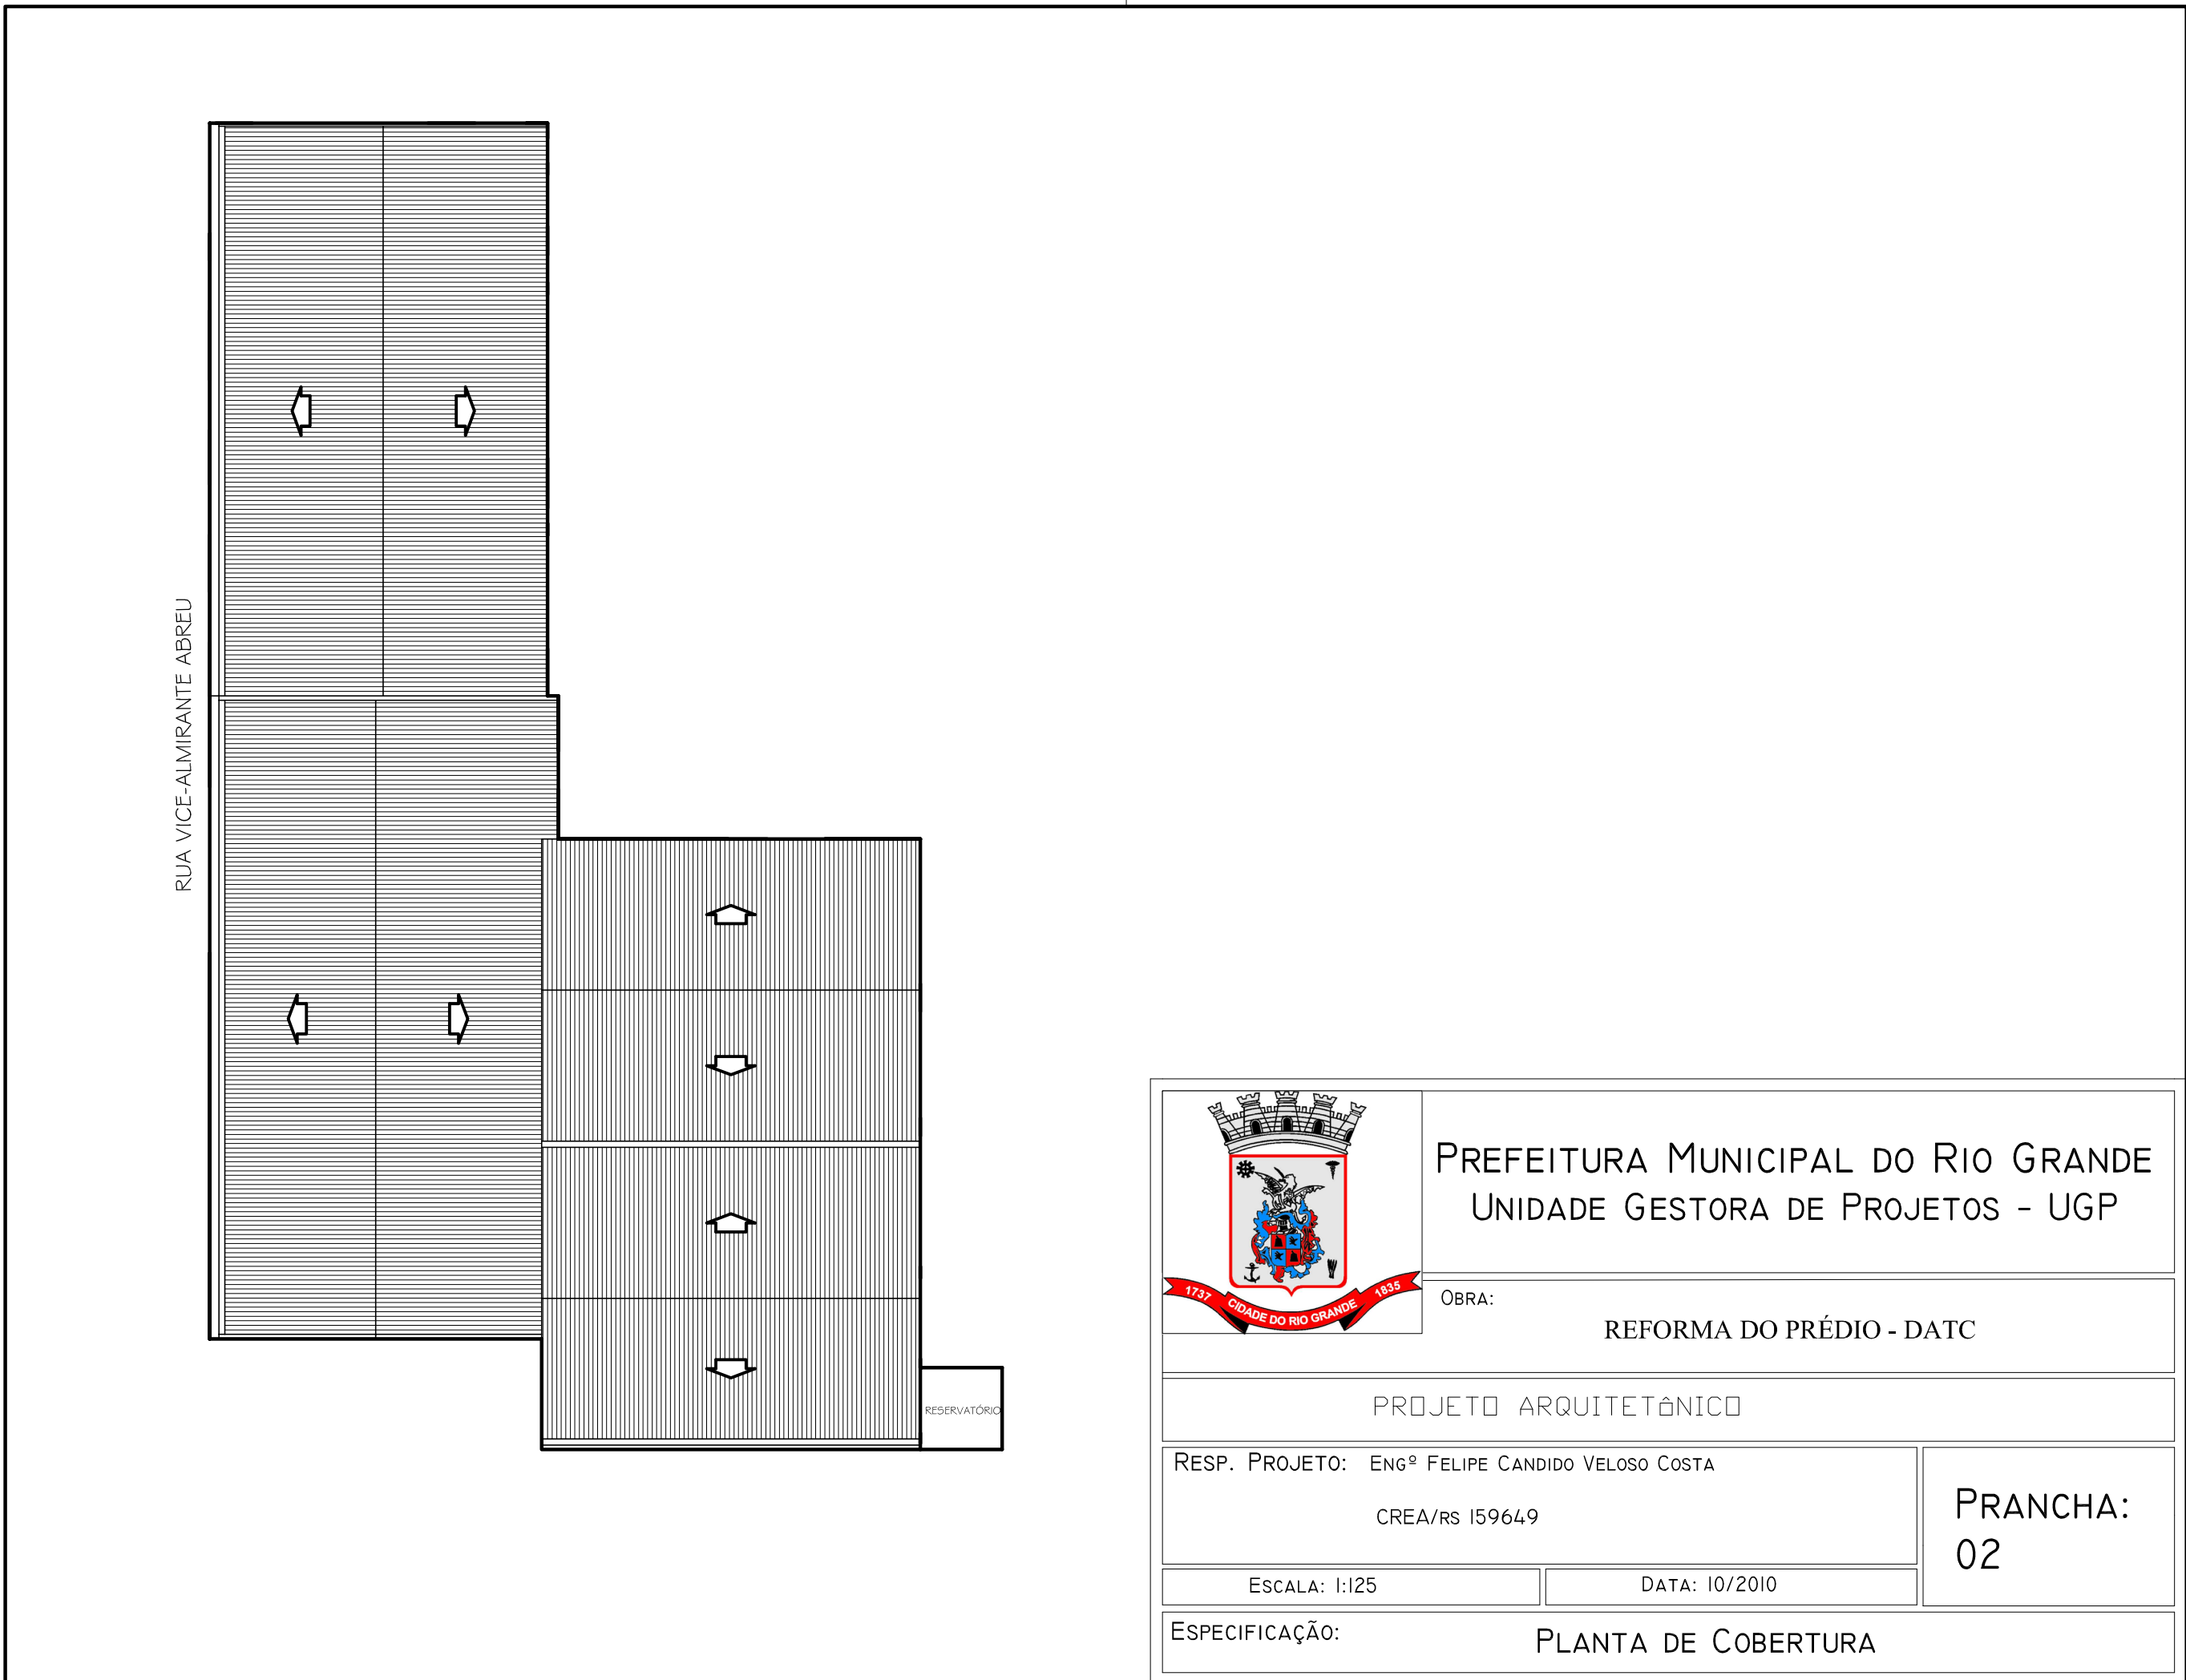 RUA VICE-ALMIRANTE ABREU
RESERVATÓRIO
1737 CIDADE DO RIO GRANDE 1835
PREFEITURA MUNICIPAL DO RIO GRANDE
UNIDADE GESTORA DE PROJETOS - UGP
OBRA:
REFORMA DO PRÉDIO - DATC
PROJETO ARQUITETâNICO
RESP. PROJETO: ENGº FELIPE CANDIDO VELOSO COSTA
CREA/RS 159649
PRANCHA:
02
ESCALA: 1:125
DATA: 10/2010
ESPECIFICAÇÃO:
PLANTA DE COBERTURA